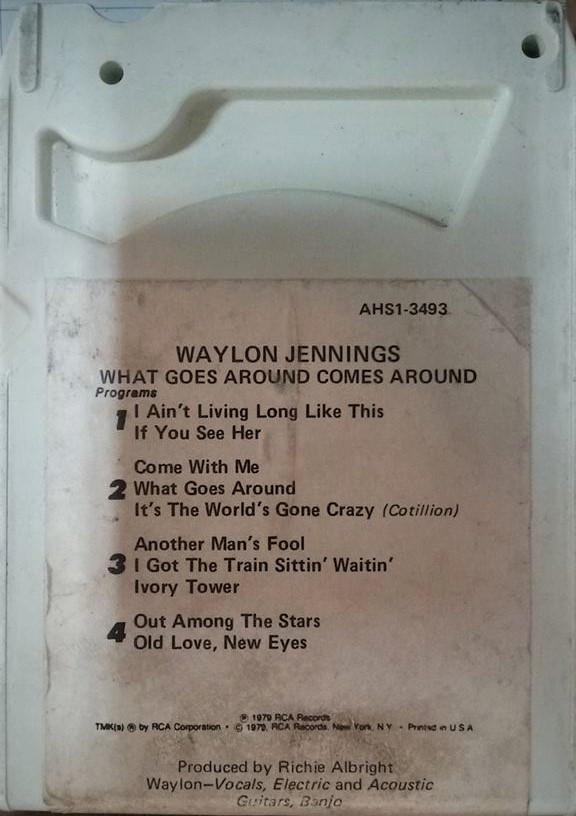 AHS1-3493
WAYLON JENNINGS
WHAT GOES AROUND COMES AROUND
Programs
1 I Ain't Living Long Like This
If You See Her
Come With Me
2 What Goes Around
It's The World's Gone Crazy (Cotillion)
Another Man's Fool
3 I Got The Train Sittin' Waitin'
Ivory Tower
4 Out Among The Stars
Old Love, New Eyes
℗ 1979 RCA Records
TMK(s) ® by RCA Corporation • © 1979, RCA Records, New York, N Y - Printed in U S A
Produced by Richie Albright
Waylon—Vocals, Electric and Acoustic
Guitars, Banjo